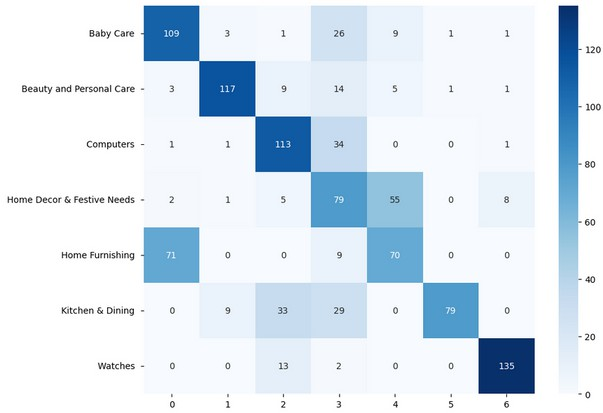 Baby Care 109 3 1 26 9 1 1
Beauty and Personal Care 3 117 9 14 5 1 1
Computers 1 1 113 34 0 0 1
Home Decor & Festive Needs 2 1 5 79 55 0 8
Home Furnishing 71 0 0 9 70 0 0
Kitchen & Dining 0 9 33 29 0 79 0
Watches 0 0 13 2 0 0 135
0 1 2 3 4 5 6
120
100
80
60
40
20
0